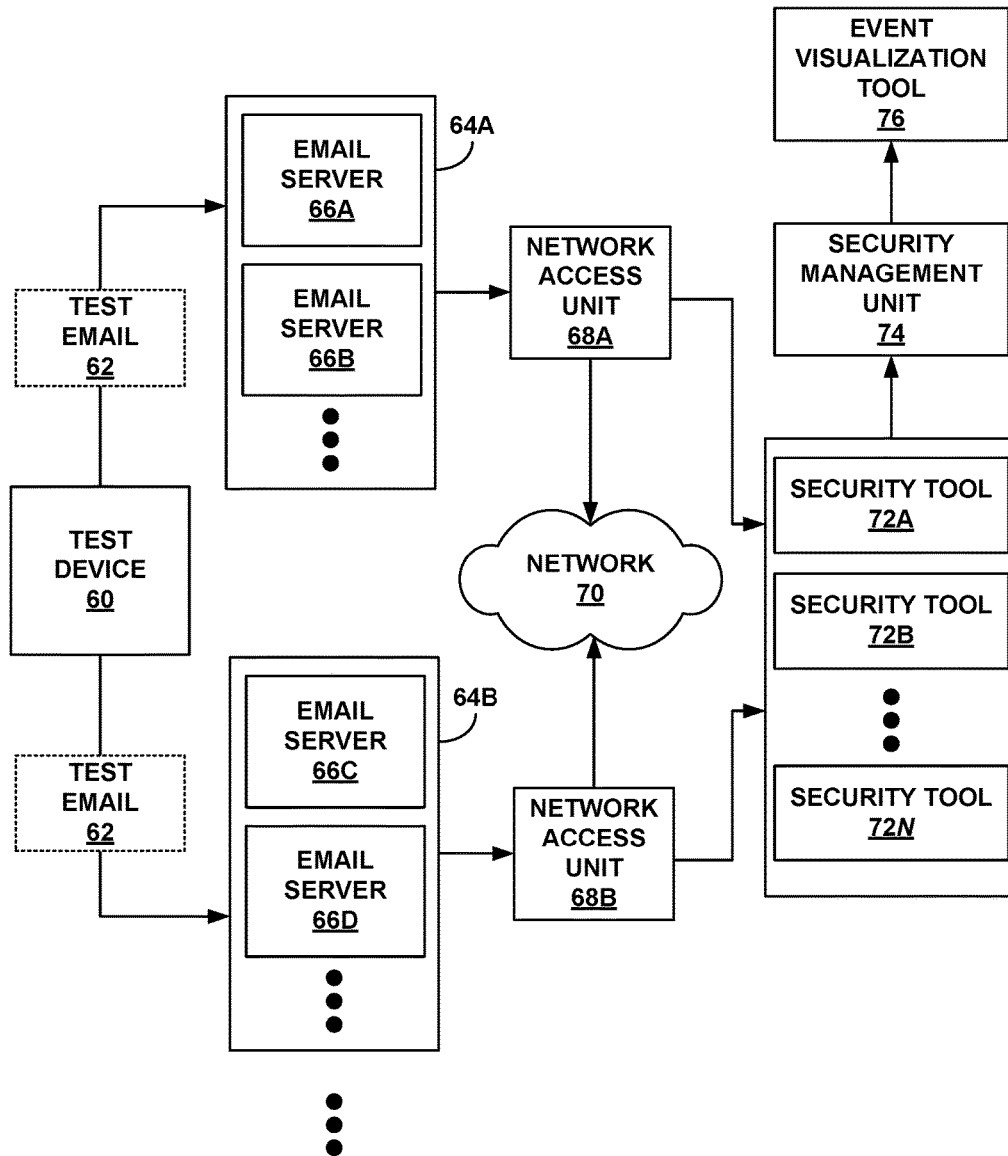 EVENT
VISUALIZATION
TOOL
76
64A
EMAIL
SERVER
66A
EMAIL
SERVER
66B
NETWORK
ACCESS
UNIT
68A
SECURITY
MANAGEMENT
UNIT
74
TEST
EMAIL
62
TEST
DEVICE
60
NETWORK
70
SECURITY TOOL
72A
SECURITY TOOL
72B
SECURITY TOOL
72N
64B
EMAIL
SERVER
66C
EMAIL
SERVER
66D
TEST
EMAIL
62
NETWORK
ACCESS
UNIT
68B